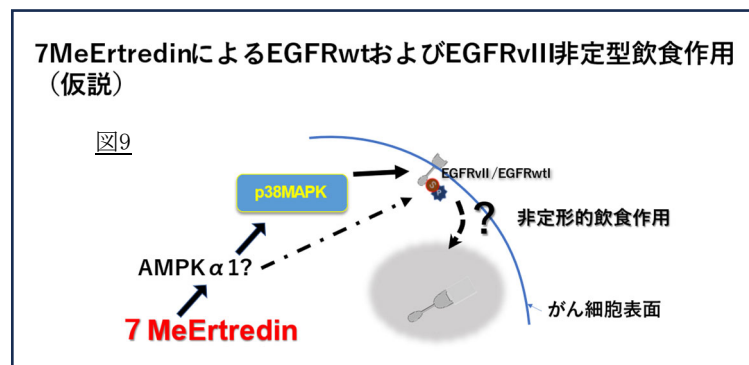 7MeErtredinによるEGFRwtおよびEGFRvIII非定型飲食作用
（仮説）
図9
EGFRvII/EGFRwtI
p38MAPK
S
P
?
非定形的飲食作用
AMPKα1?
がん細胞表面
7 MeErtredin